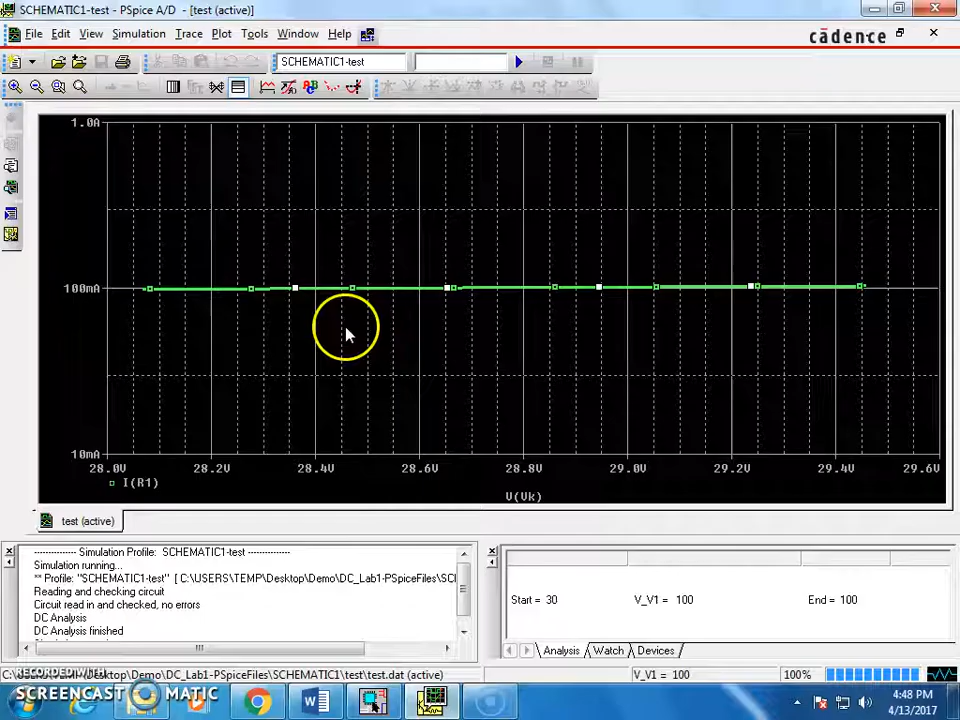 SCHEMATIC1-test - PSpice A/D - [test (active)]
File Edit View Simulation Trace Plot Tools Window Help
cādence
SCHEMATIC1-test
1.0A
100mA
10mA
28.0V 28.2V 28.4V 28.6V 28.8V 29.0V 29.2V 29.4V 29.6V
I(R1)
V(Vk)
test (active)
-------------- Simulation Profile: SCHEMATIC1-test --------------
Simulation running...
** Profile: "SCHEMATIC1-test" [ C:\USERS\TEMP\Desktop\Demo\DC_Lab1-PSpiceFiles\SCI
Reading and checking circuit
Circuit read in and checked, no errors
DC Analysis
DC Analysis finished
Start = 30 V_V1 = 100 End = 100
Analysis Watch Devices
\Desktop\Demo\DC_Lab1-PSpiceFiles\SCHEMATIC1\test\test.dat (active) V_V1 = 100 100%
RECORDED WITH
SCREENCAST MATIC
4:48 PM
4/13/2017